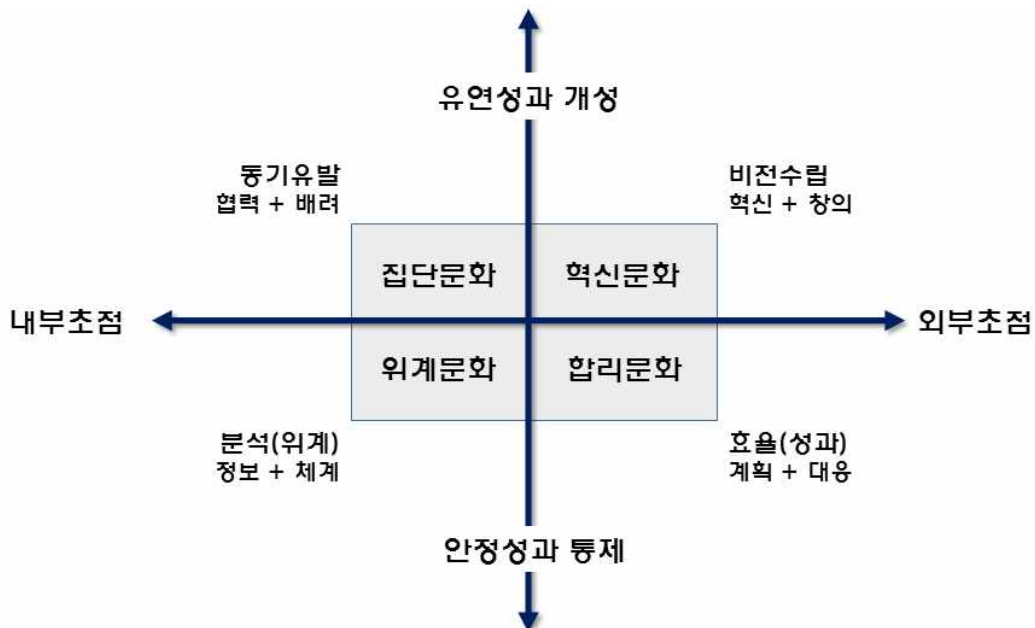 유연성과 개성
동기유발
협력 + 배려
비전수립
혁신 + 창의
집단문화
혁신문화
내부초점
외부초점
위계문화
합리문화
분석(위계)
정보 + 체계
효율(성과)
계획 + 대응
안정성과 통제